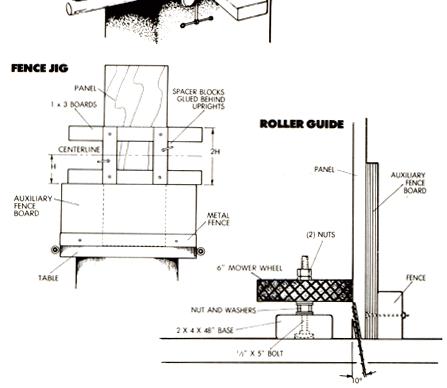 FENCE JIG
PANEL
1 x 3 BOARDS
SPACER BLOCKS
GLUED BEHIND
UPRIGHTS
CENTERLINE
H
2H
AUXILIARY
FENCE
BOARD
METAL
FENCE
TABLE
ROLLER GUIDE
PANEL
AUXILIARY
FENCE
BOARD
(2) NUTS
6" MOWER WHEEL
FENCE
NUT AND WASHERS
2 X 4 X 48" BASE
½" X 5" BOLT
10°